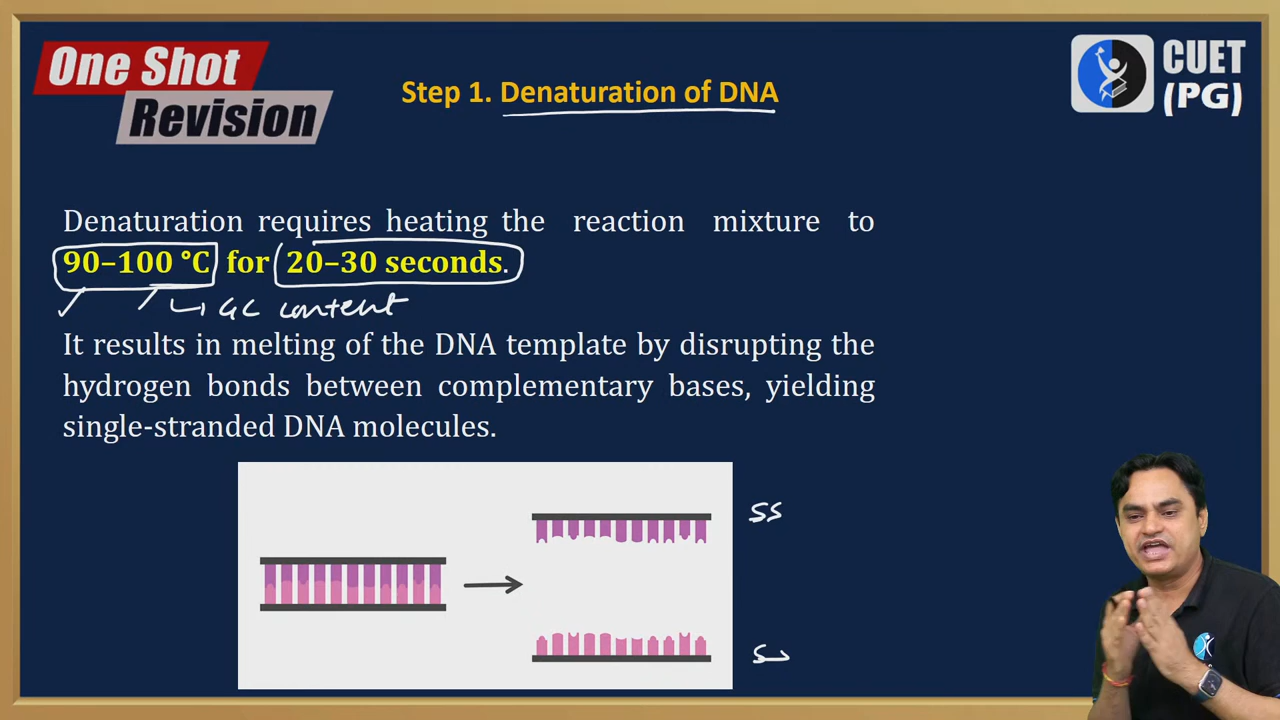 One Shot
Revision
Step 1. Denaturation of DNA
CUET
(PG)
Denaturation requires heating the reaction mixture to
90–100 °C for 20–30 seconds.
GC content
It results in melting of the DNA template by disrupting the
hydrogen bonds between complementary bases, yielding
single-stranded DNA molecules.
SS